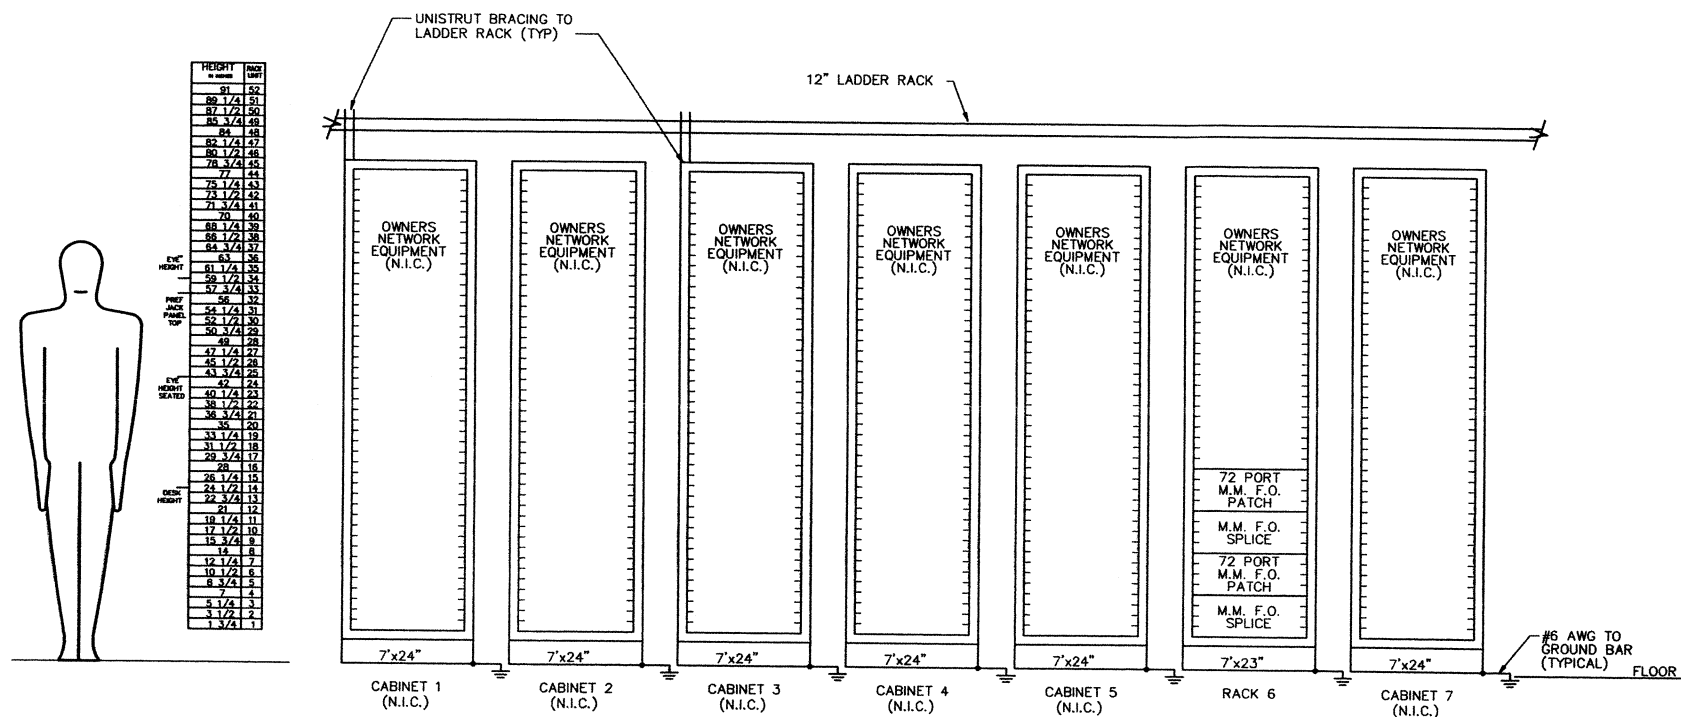 UNISTRUT BRACING TO
LADDER RACK (TYP)
12" LADDER RACK
HEIGHT RACK
IN INCHES UNIT
91 52
89 1/4 51
87 1/2 50
85 3/4 49
84 48
82 1/4 47
80 1/2 46
78 3/4 45
77 44
75 1/4 43
73 1/2 42
71 3/4 41
70 40
68 1/4 39
66 1/2 38
64 3/4 37
63 36
61 1/4 35
59 1/2 34
57 3/4 33
56 32
54 1/4 31
52 1/2 30
50 3/4 29
49 28
47 1/4 27
45 1/2 26
43 3/4 25
42 24
40 1/4 23
38 1/2 22
36 3/4 21
35 20
33 1/4 19
31 1/2 18
29 3/4 17
28 16
26 1/4 15
24 1/2 14
22 3/4 13
21 12
19 1/4 11
17 1/2 10
15 3/4 9
14 8
12 1/4 7
10 1/2 6
8 3/4 5
7 4
5 1/4 3
3 1/2 2
1 3/4 1
EYE
HEIGHT
PREF
JACK
PANEL
TOP
EYE
HEIGHT
SEATED
DESK
HEIGHT
OWNERS
NETWORK
EQUIPMENT
(N.I.C.)
7'x24"
CABINET 1
(N.I.C.)
OWNERS
NETWORK
EQUIPMENT
(N.I.C.)
7'x24"
CABINET 2
(N.I.C.)
OWNERS
NETWORK
EQUIPMENT
(N.I.C.)
7'x24"
CABINET 3
(N.I.C.)
OWNERS
NETWORK
EQUIPMENT
(N.I.C.)
7'x24"
CABINET 4
(N.I.C.)
OWNERS
NETWORK
EQUIPMENT
(N.I.C.)
7'x24"
CABINET 5
(N.I.C.)
OWNERS
NETWORK
EQUIPMENT
(N.I.C.)
72 PORT
M.M. F.O.
PATCH
M.M. F.O.
SPLICE
72 PORT
M.M. F.O.
PATCH
M.M. F.O.
SPLICE
7'x23"
RACK 6
OWNERS
NETWORK
EQUIPMENT
(N.I.C.)
7'x24"
CABINET 7
(N.I.C.)
#6 AWG TO
GROUND BAR
(TYPICAL)
FLOOR